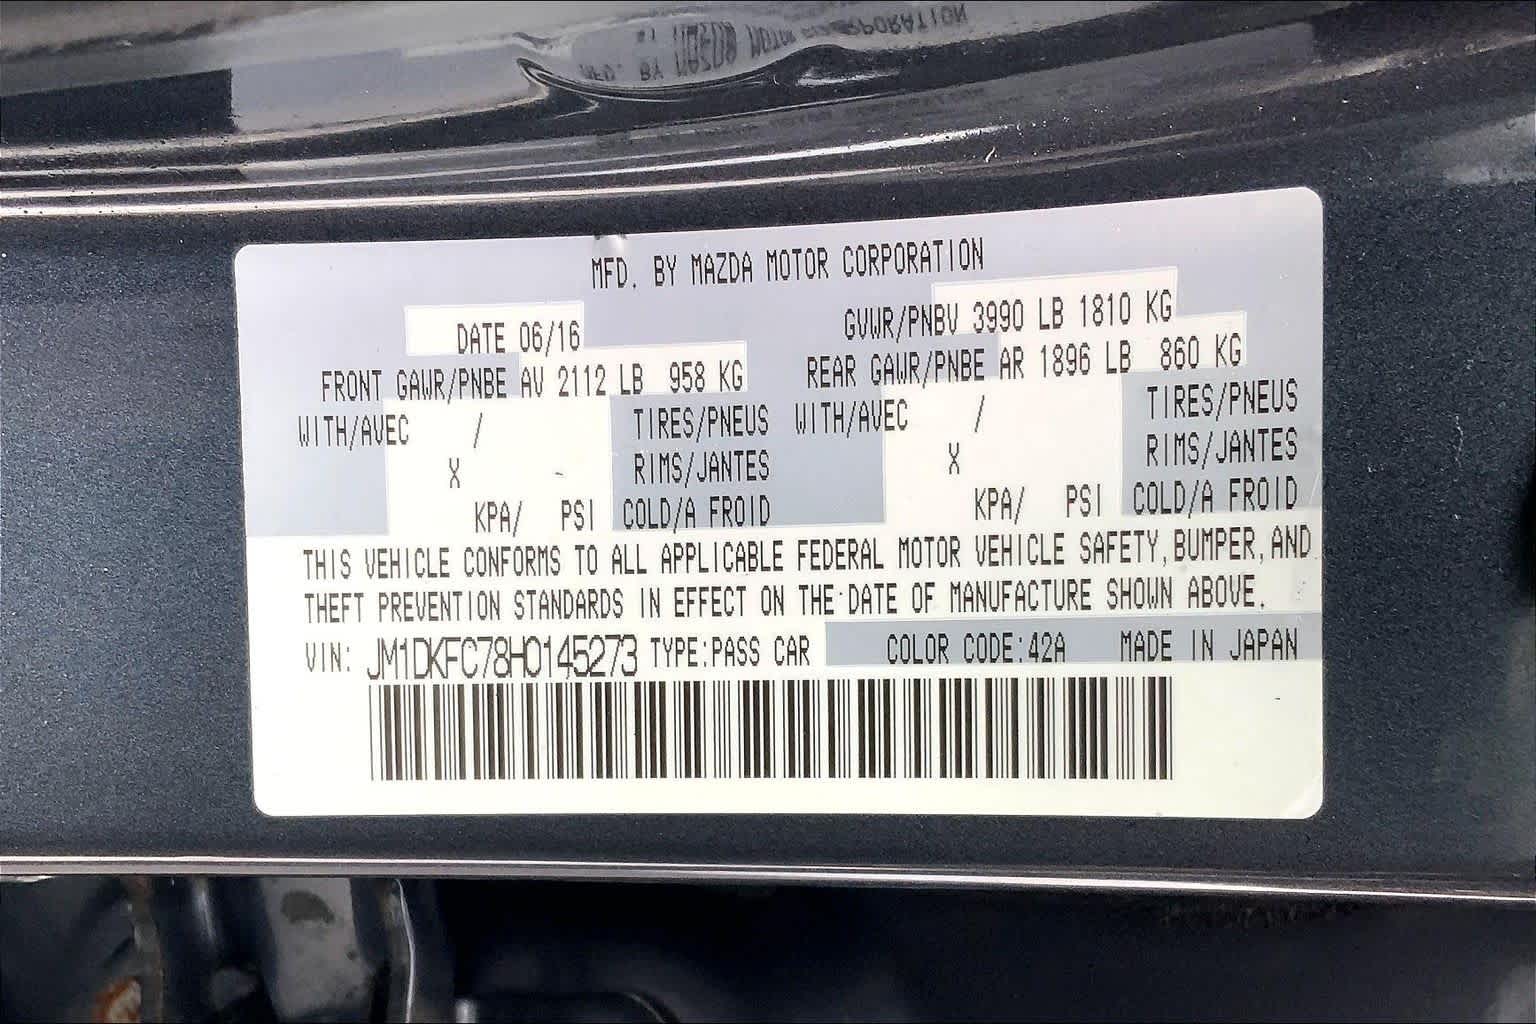 MFD. BY MAZDA MOTOR CORPORATION
DATE 06/16 GVWR/PNBV 3990 LB 1810 KG
FRONT GAWR/PNBE AV 2112 LB 958 KG REAR GAWR/PNBE AR 1896 LB 860 KG
WITH/AVEC / TIRES/PNEUS WITH/AVEC / TIRES/PNEUS
X - RIMS/JANTES X RIMS/JANTES
KPA/ PSI COLD/A FROID KPA/ PSI COLD/A FROID
THIS VEHICLE CONFORMS TO ALL APPLICABLE FEDERAL MOTOR VEHICLE SAFETY, BUMPER, AND
THEFT PREVENTION STANDARDS IN EFFECT ON THE DATE OF MANUFACTURE SHOWN ABOVE.
VIN: JM1DKFC78H0145273 TYPE:PASS CAR COLOR CODE:42A MADE IN JAPAN